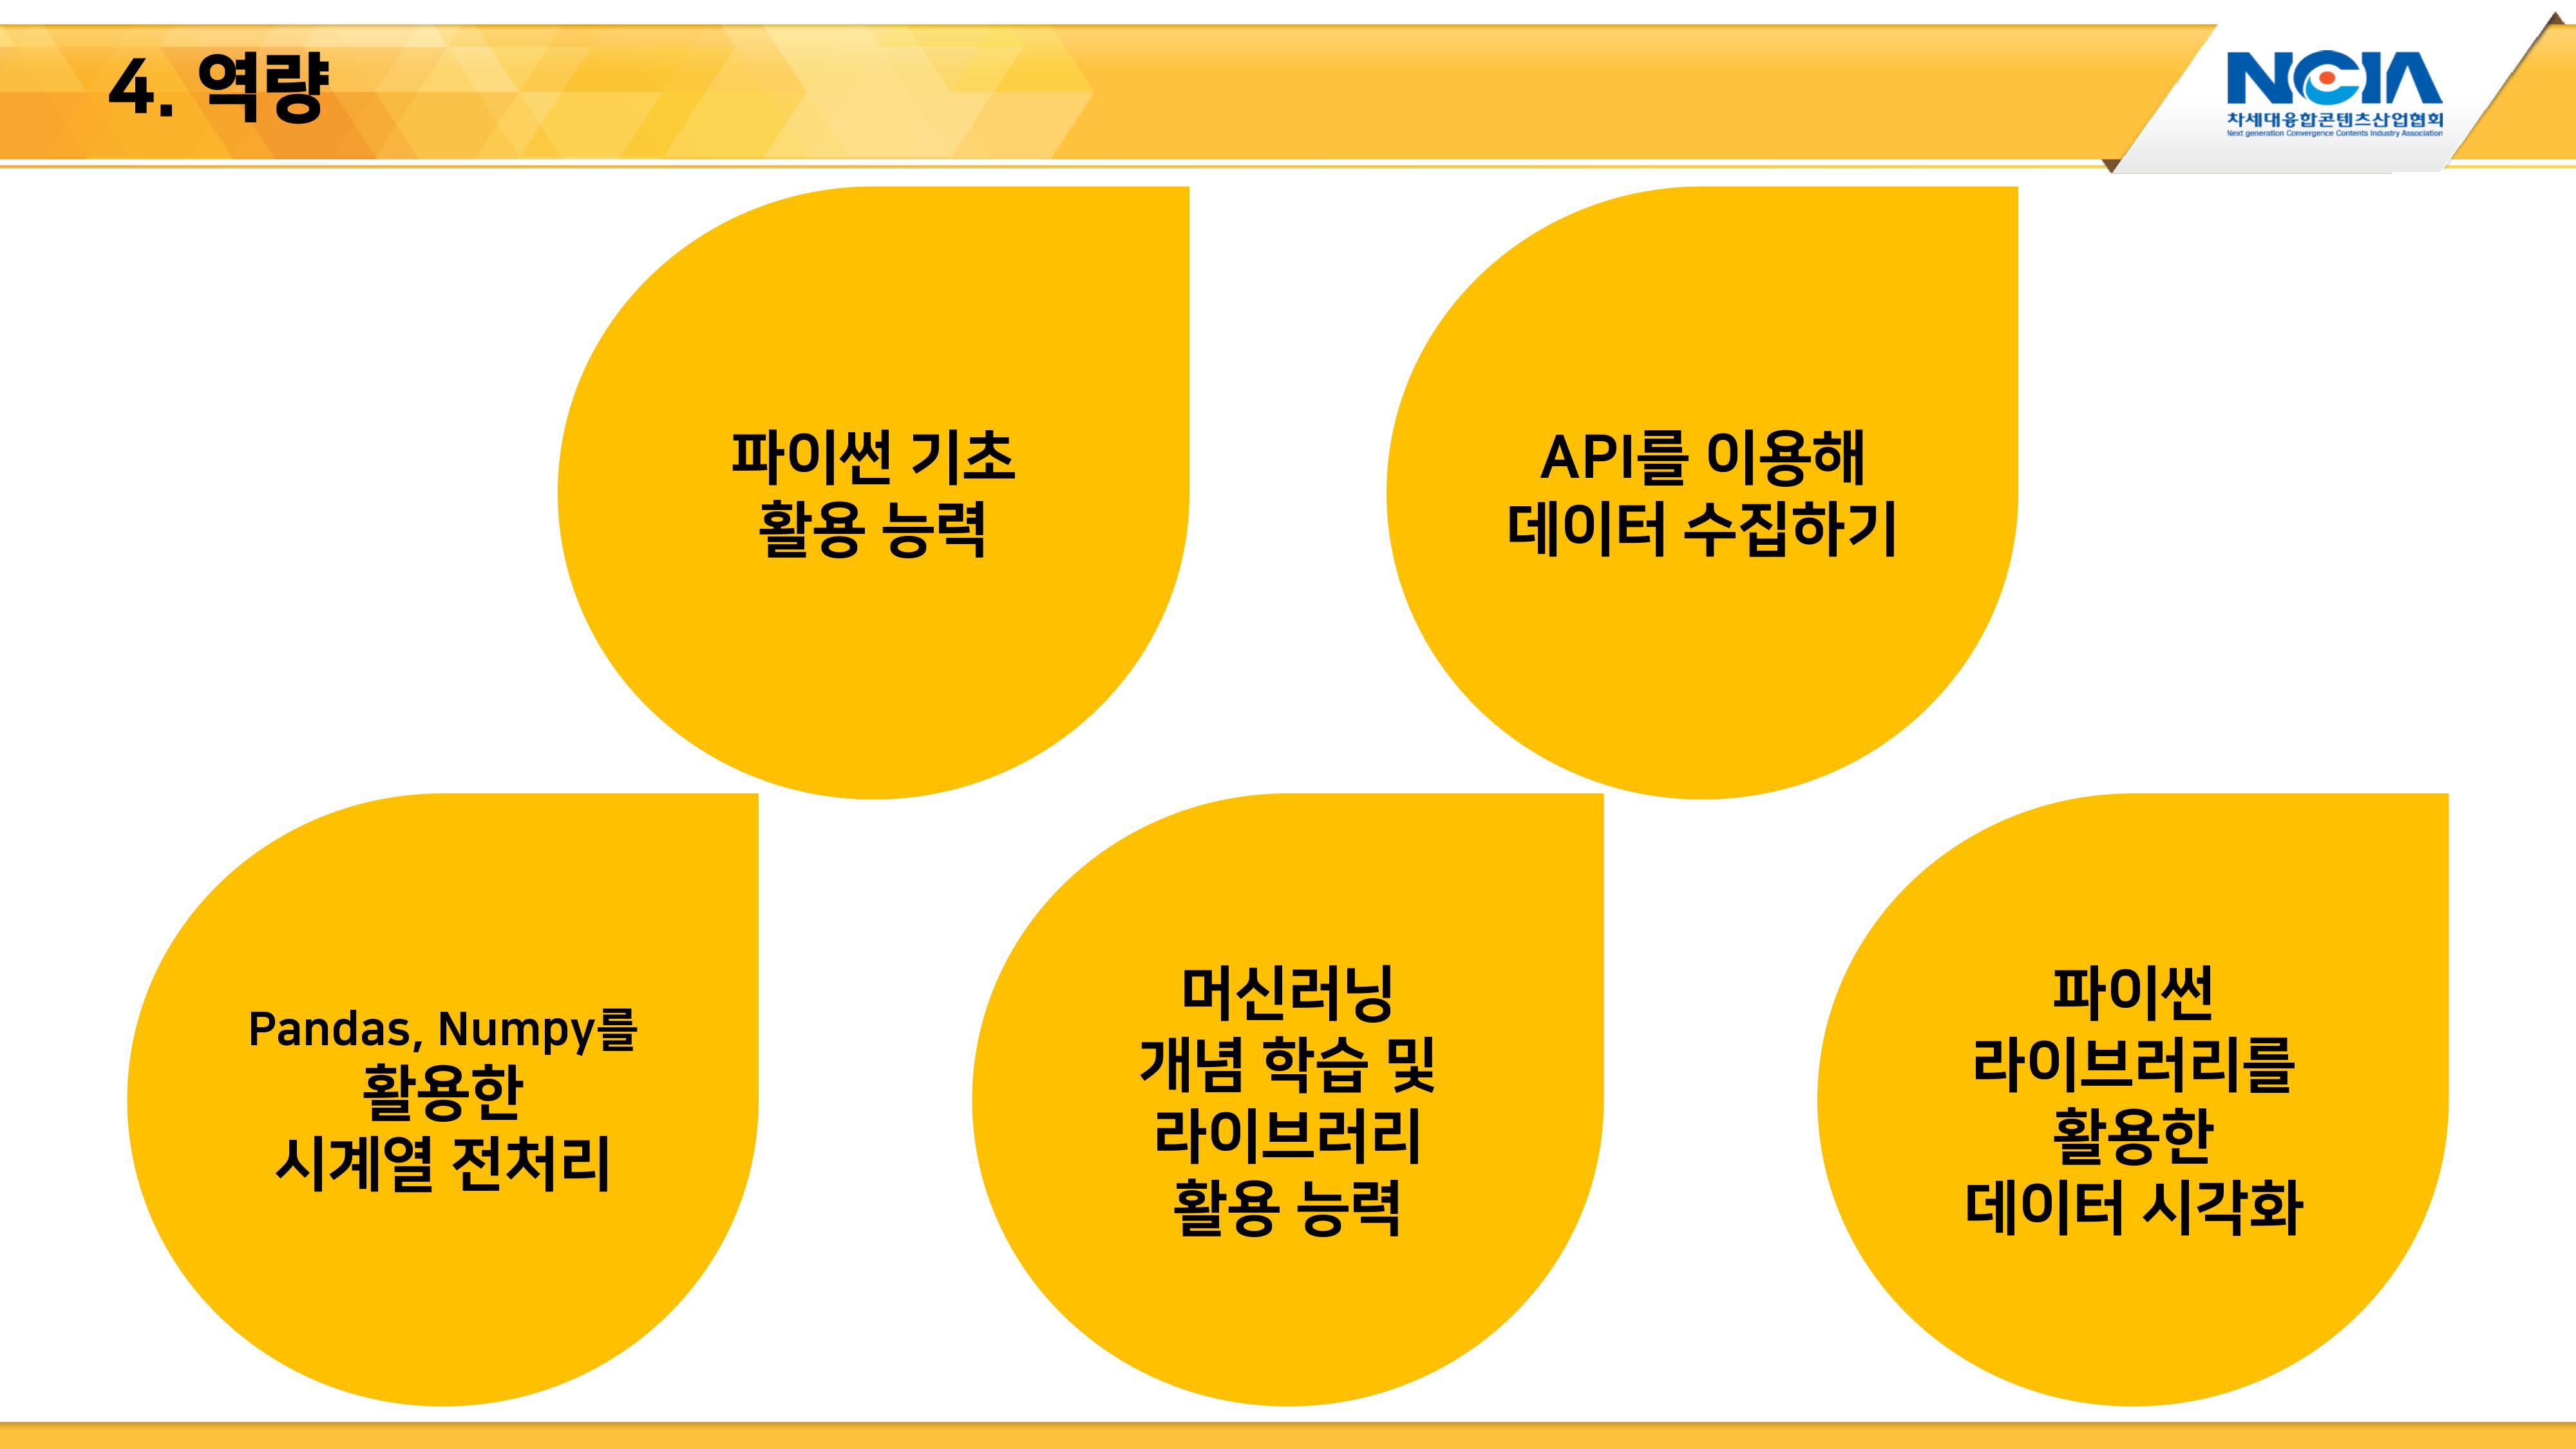 4. 역량
NCIA
차세대융합콘텐츠산업협회
Next generation Convergence Contents Industry Association
파이썬 기초
활용 능력
API를 이용해
데이터 수집하기
Pandas, Numpy를
활용한
시계열 전처리
머신러닝
개념 학습 및
라이브러리
활용 능력
파이썬
라이브러리를
활용한
데이터 시각화